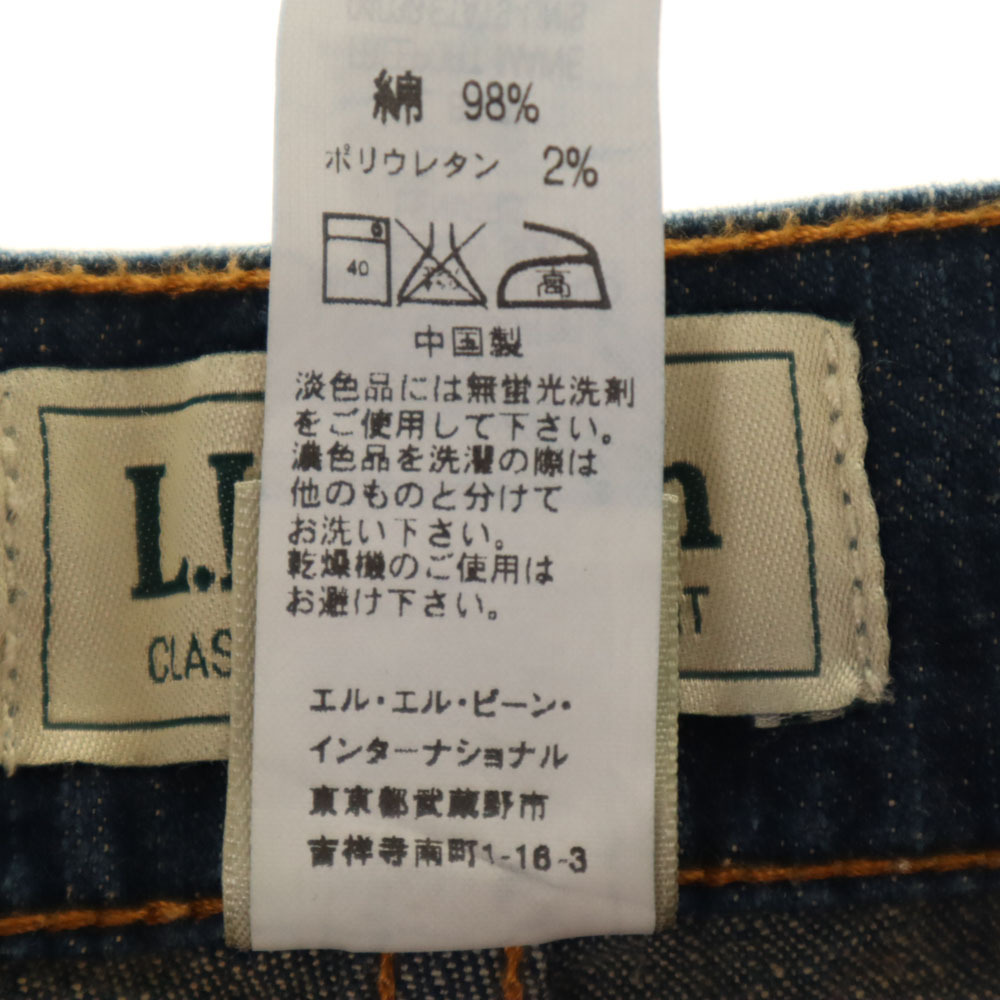 綿 98%
ポリウレタン 2%
40
高
中国製
淡色品には無蛍光洗剤
をご使用して下さい。
濃色品を洗濯の際は
他のものと分けて
お洗い下さい。
乾燥機のご使用は
お避け下さい。
L.
n
CLAS
RT
エル・エル・ビーン・
インターナショナル
東京都武蔵野市
吉祥寺南町1-16-3